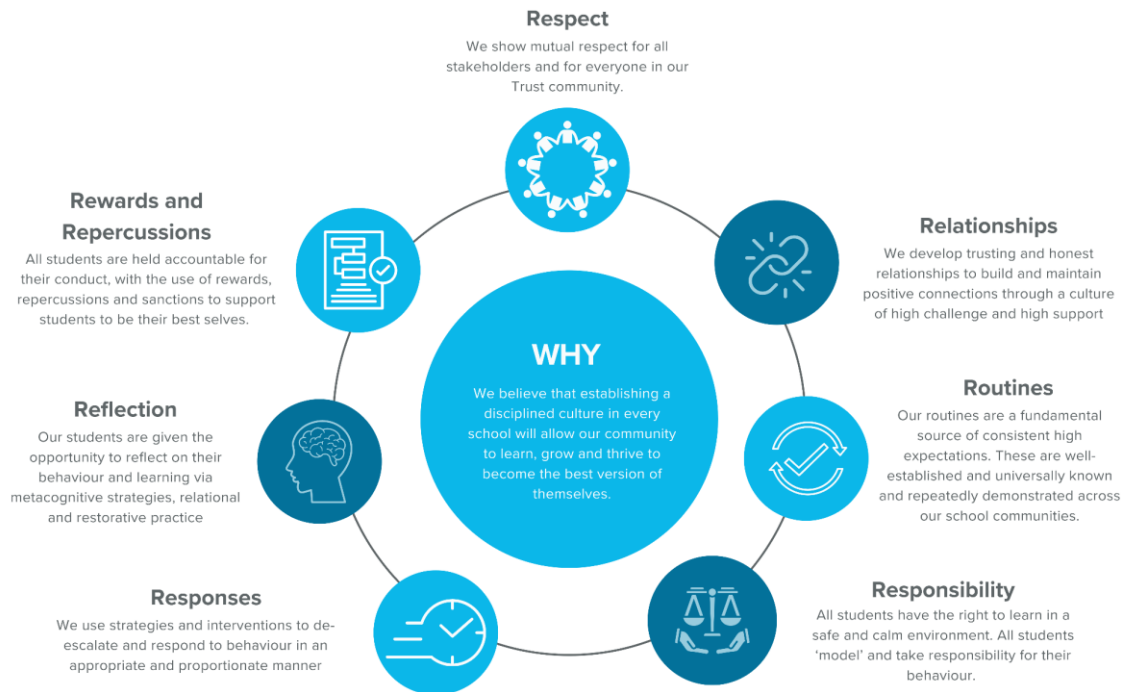 Respect
We show mutual respect for all
stakeholders and for everyone in our
Trust community.
Relationships
We develop trusting and honest
relationships to build and maintain
positive connections through a culture
of high challenge and high support
Routines
Our routines are a fundamental
source of consistent high
expectations. These are well-
established and universally known
and repeatedly demonstrated across
our school communities.
Responsibility
All students have the right to learn in a
safe and calm environment. All students
‘model’ and take responsibility for their
behaviour.
Responses
We use strategies and interventions to de-
escalate and respond to behaviour in an
appropriate and proportionate manner
Reflection
Our students are given the
opportunity to reflect on their
behaviour and learning via
metacognitive strategies, relational
and restorative practice
Rewards and
Repercussions
All students are held accountable for
their conduct, with the use of rewards,
repercussions and sanctions to support
students to be their best selves.
WHY
We believe that establishing a
disciplined culture in every
school will allow our community
to learn, grow and thrive to
become the best version of
themselves.